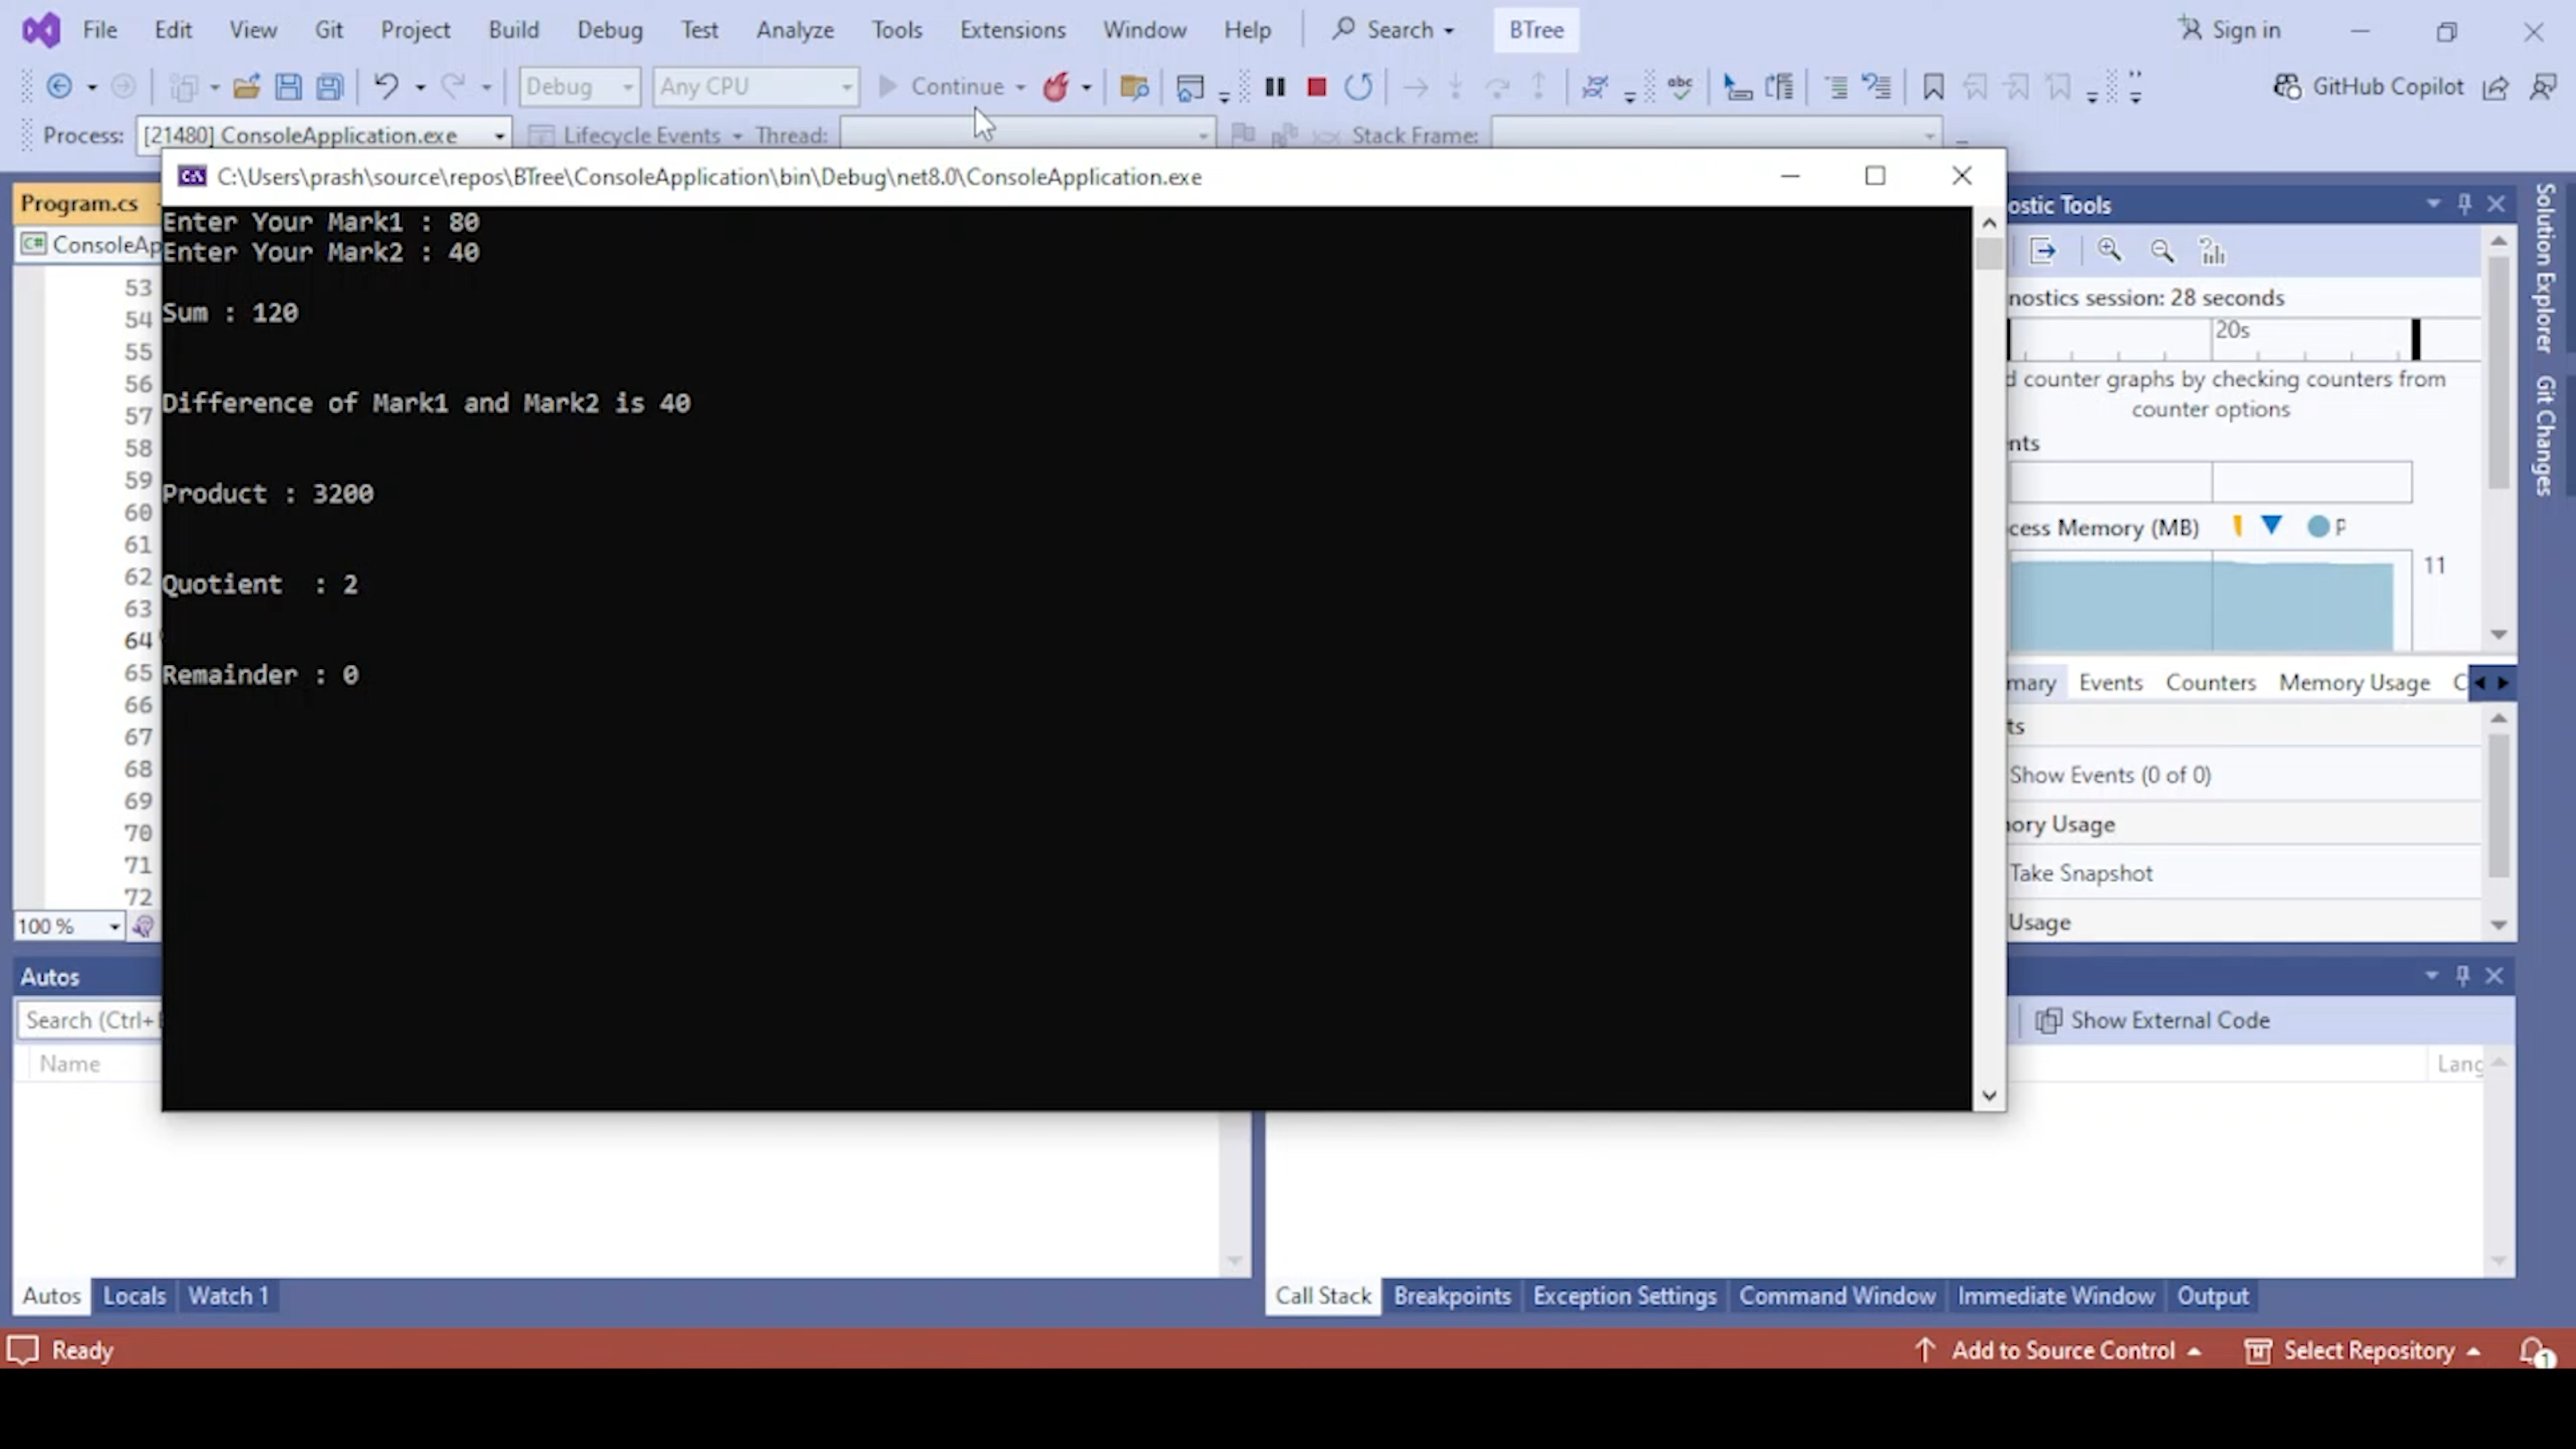 File Edit View Git Project Build Debug Test Analyze Tools Extensions Window Help Search BTree Sign in
Debug Any CPU Continue abc GitHub Copilot
Process: [21480] ConsoleApplication.exe Lifecycle Events Thread: Stack Frame:
C:\ C:\Users\prash\source\repos\BTree\ConsoleApplication\bin\Debug\net8.0\ConsoleApplication.exe
Program.cs
C# ConsoleAp
53
54
55
56
57
58
59
60
61
62
63
64
65
66
67
68
69
70
71
72
100 %
Enter Your Mark1 : 80
Enter Your Mark2 : 40
Sum : 120
Difference of Mark1 and Mark2 is 40
Product : 3200
Quotient  : 2
Remainder : 0
ostic Tools
nostics session: 28 seconds
20s
d counter graphs by checking counters from
counter options
nts
cess Memory (MB) P
11
mary Events Counters Memory Usage C
ts
Show Events (0 of 0)
ory Usage
Take Snapshot
Usage
Solution Explorer
Git Changes
Autos
Search (Ctrl+E
Name
Show External Code
Lang
Autos Locals Watch 1
Call Stack Breakpoints Exception Settings Command Window Immediate Window Output
Ready Add to Source Control Select Repository 1